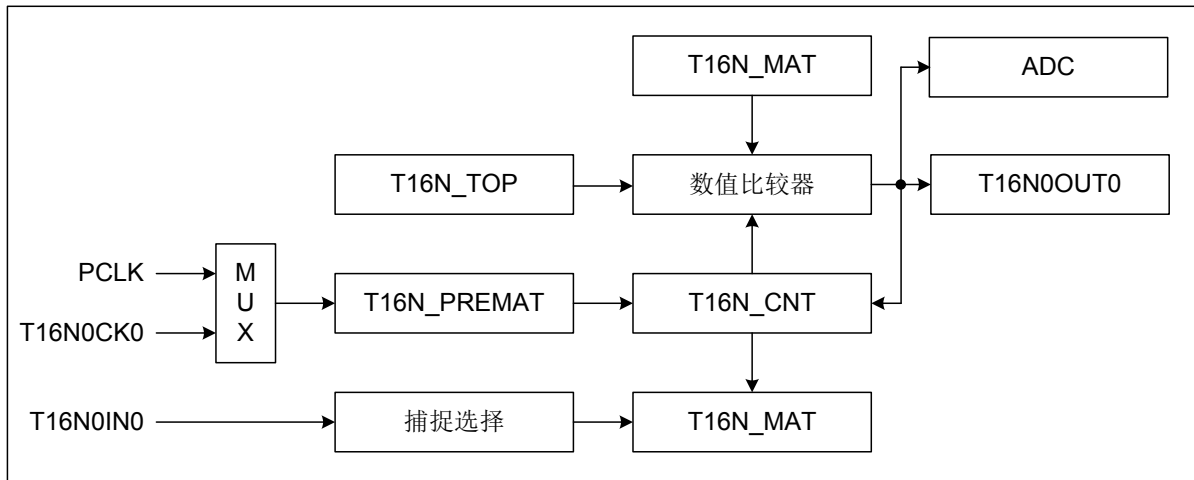 T16N_MAT
ADC
T16N_TOP
数值比较器
T16N0OUT0
PCLK
T16N0CK0
M
U
X
T16N_PREMAT
T16N_CNT
T16N0IN0
捕捉选择
T16N_MAT